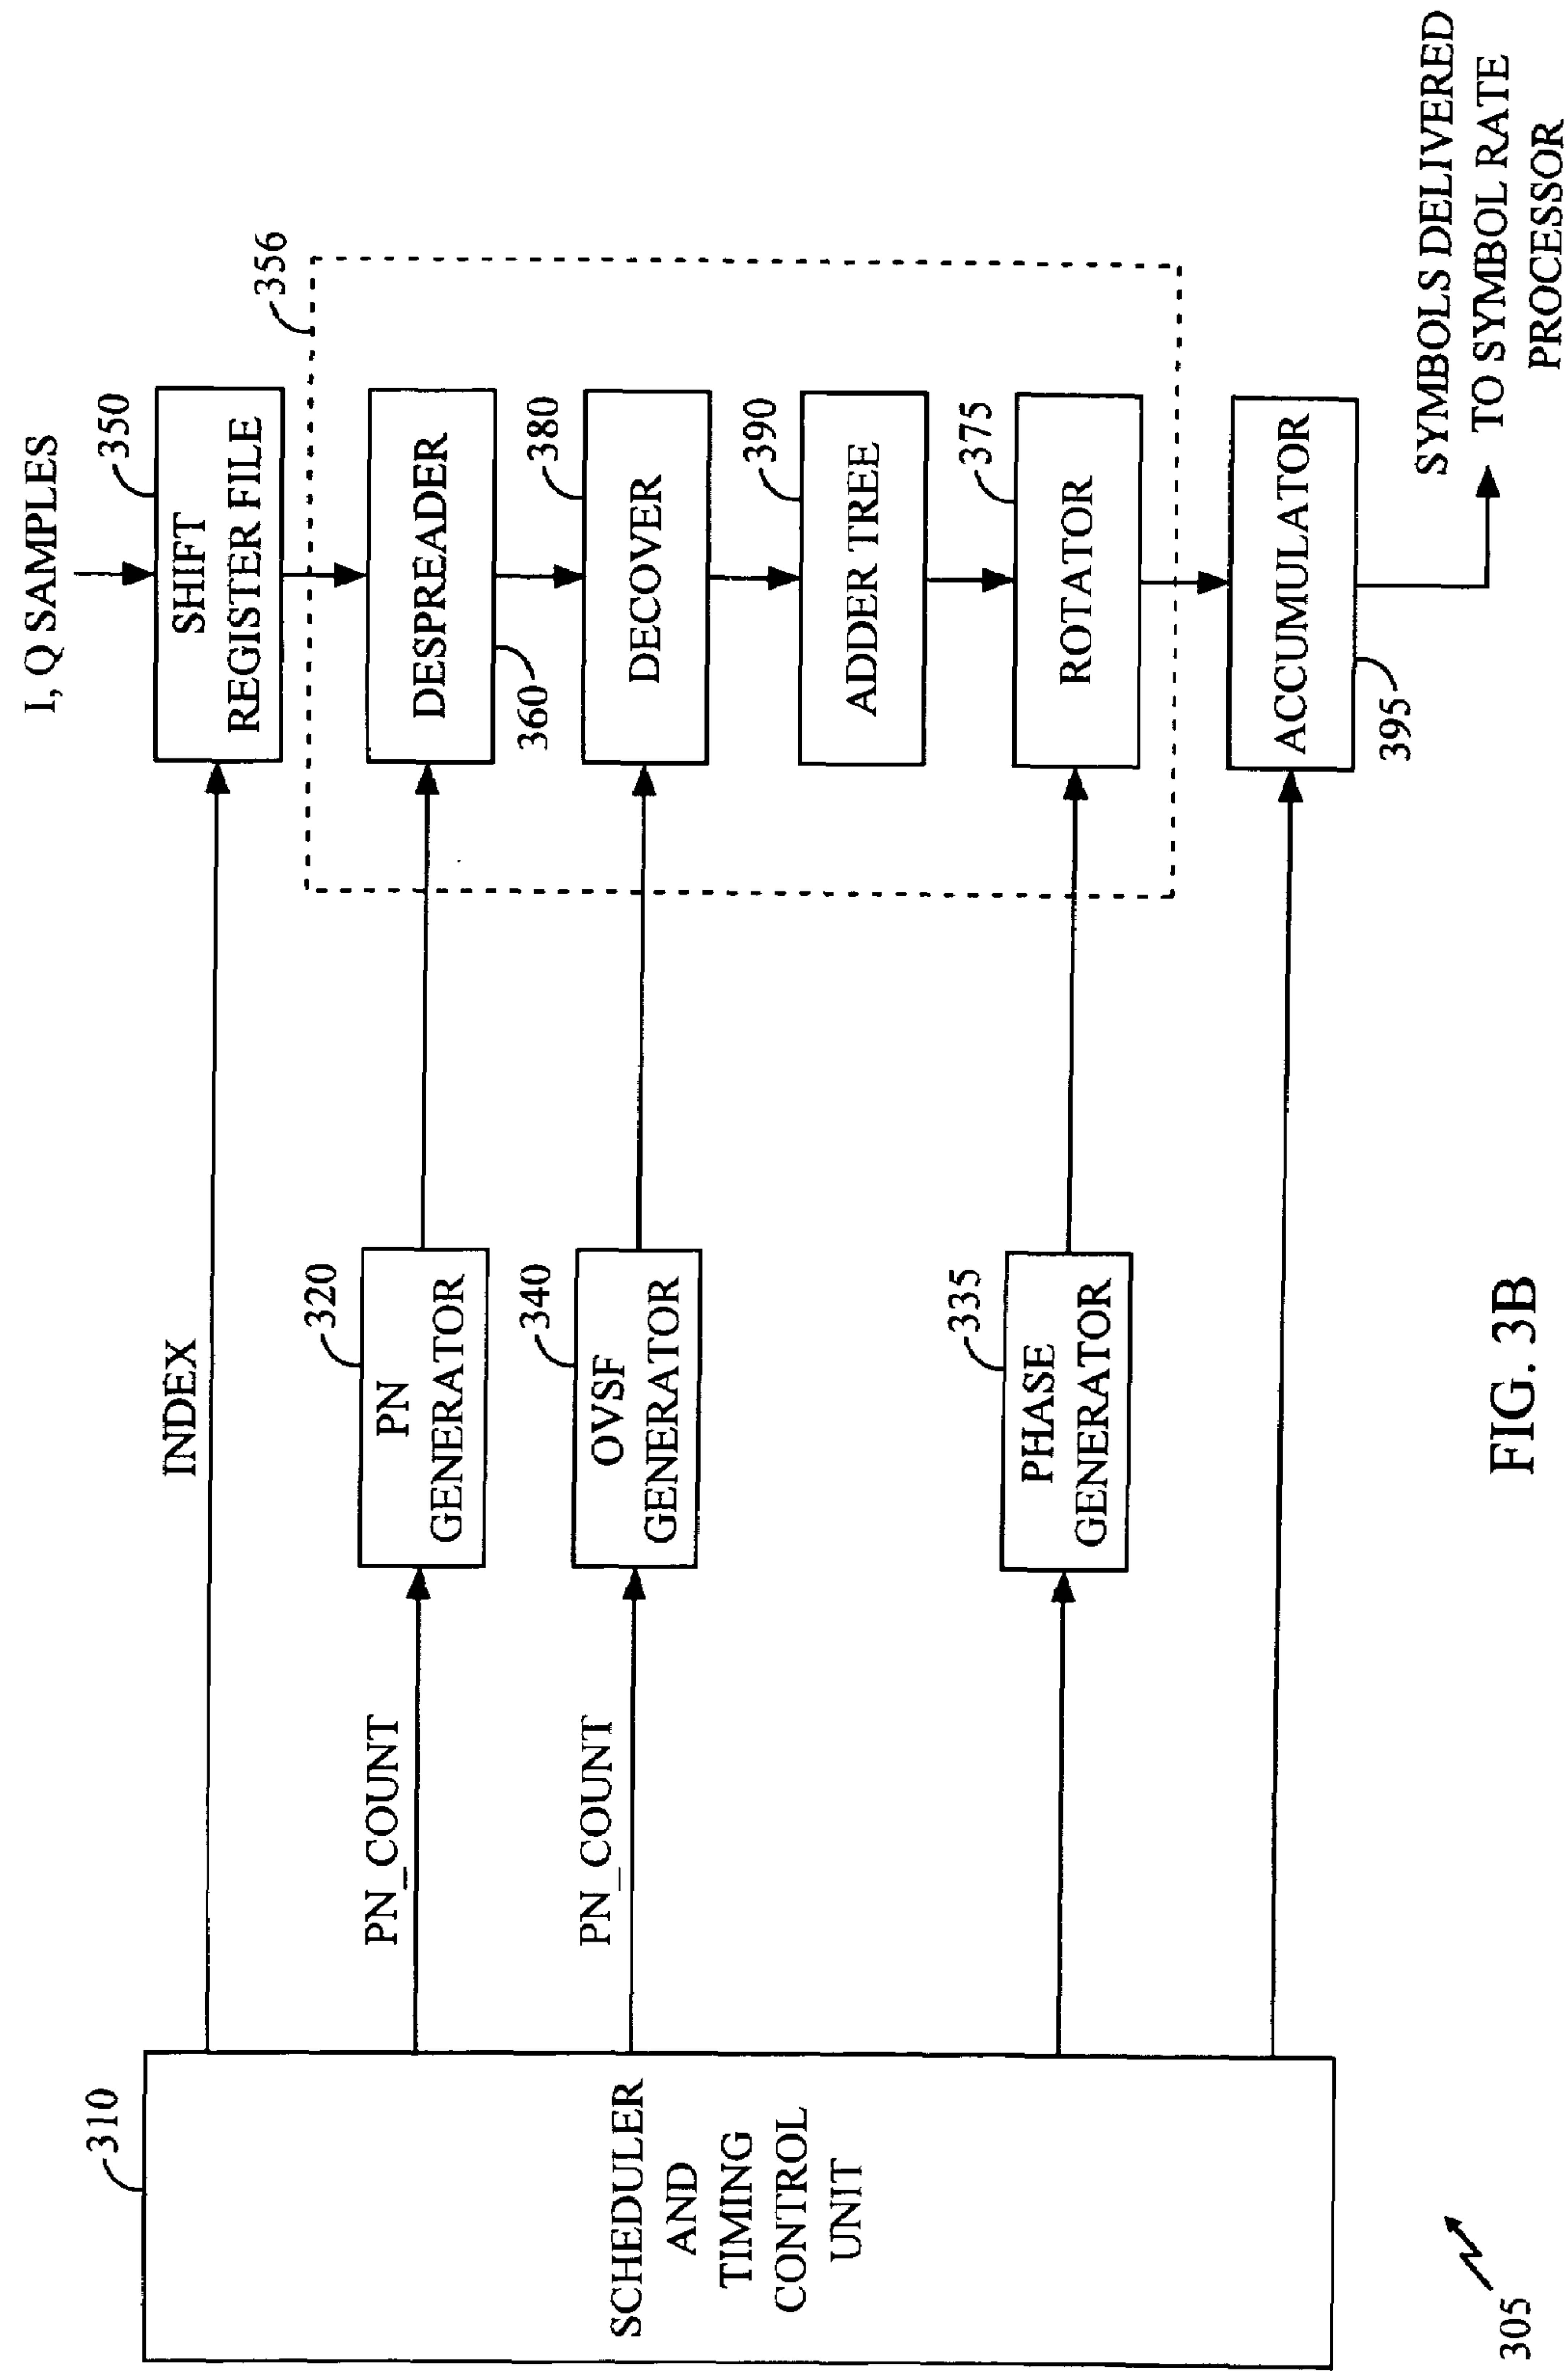 I, Q SAMPLES
350
SHIFT
REGISTER FILE
INDEX
310
SCHEDULER
AND
TIMING
CONTROL
UNIT
356
PN_COUNT
320
PN
GENERATOR
DESPREADER
360
PN_COUNT
340
OVSF
GENERATOR
380
DECOVER
390
ADDER TREE
335
PHASE
GENERATOR
375
ROTATOR
ACCUMULATOR
395
SYMBOLS DELIVERED
TO SYMBOL RATE
PROCESSOR
305
FIG. 3B